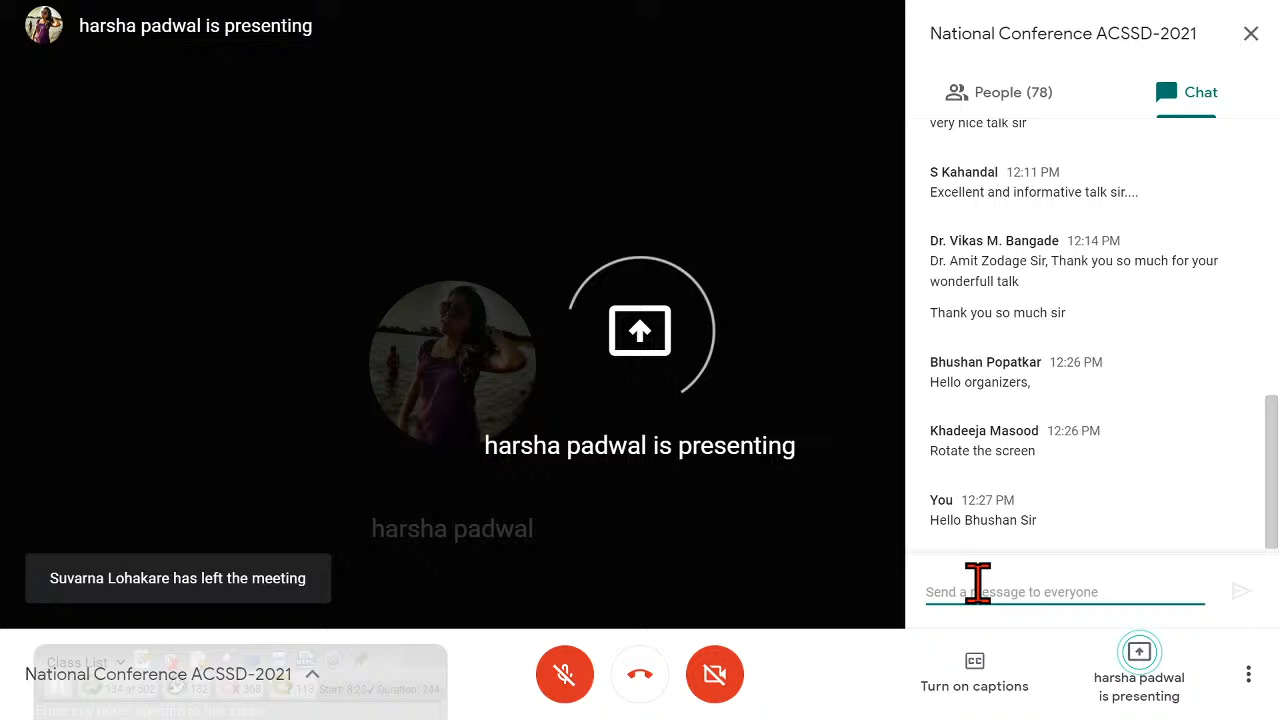 harsha padwal is presenting
National Conference ACSSD-2021
People (78)
Chat
very nice talk sir
S Kahandal 12:11 PM
Excellent and informative talk sir....
Dr. Vikas M. Bangade 12:14 PM
Dr. Amit Zodage Sir, Thank you so much for your
wonderfull talk
Thank you so much sir
Bhushan Popatkar 12:26 PM
Hello organizers,
Khadeeja Masood 12:26 PM
Rotate the screen
You 12:27 PM
Hello Bhushan Sir
Send a message to everyone
harsha padwal is presenting
harsha padwal
Suvarna Lohakare has left the meeting
Class List
National Conference ACSSD-2021
Turn on captions
harsha padwal
is presenting